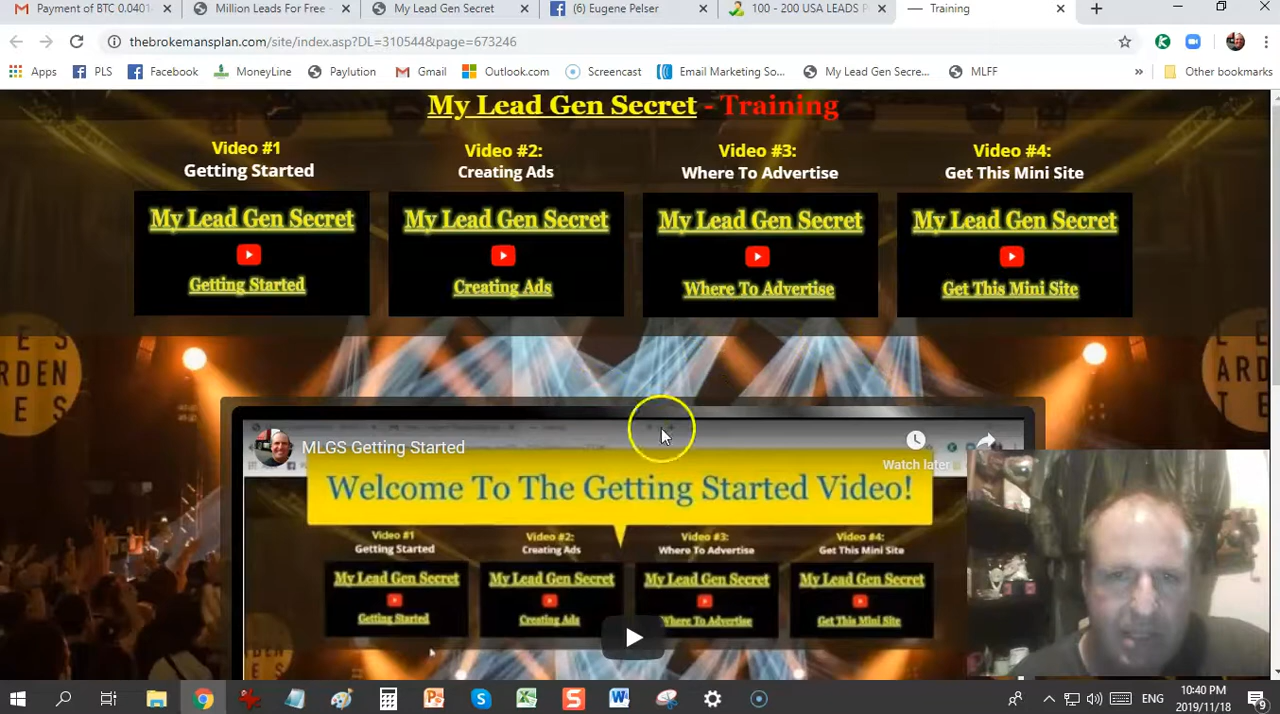 Payment of BTC 0.0401
Million Leads For Free -
My Lead Gen Secret
(6) Eugene Pelser
100 - 200 USA LEADS P
Training
thebrokemansplan.com/site/index.asp?DL=310544&page=673246
Apps
PLS
Facebook
MoneyLine
Paylution
Gmail
Outlook.com
Screencast
Email Marketing So...
My Lead Gen Secre...
MLFF
»
Other bookmarks
My Lead Gen Secret - Training
Video #1
Getting Started
Video #2:
Creating Ads
Video #3:
Where To Advertise
Video #4:
Get This Mini Site
My Lead Gen Secret
Getting Started
My Lead Gen Secret
Creating Ads
My Lead Gen Secret
Where To Advertise
My Lead Gen Secret
Get This Mini Site
MLGS Getting Started
Watch later
Welcome To The Getting Started Video!
Video #1
Getting Started
Video #2:
Creating Ads
Video #3:
Where To Advertise
Video #4:
Get This Mini Site
My Lead Gen Secret
Getting Started
My Lead Gen Secret
Creating Ads
My Lead Gen Secret
Where To Advertise
My Lead Gen Secret
Get This Mini Site
ENG
10:40 PM
2019/11/18